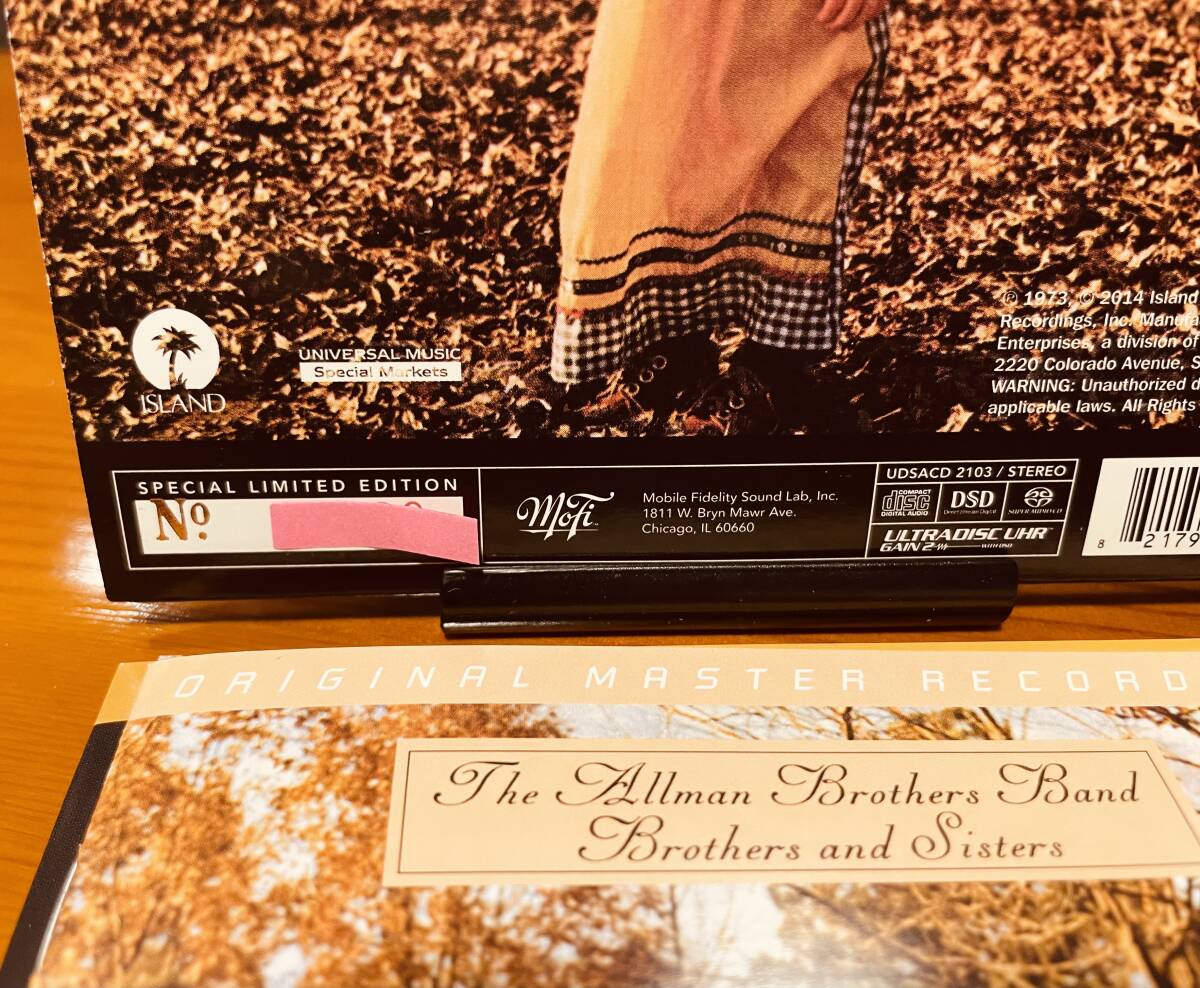 ℗ 1973, © 2014 Island
Recordings, Inc. Manufa
Enterprises, a division of
2220 Colorado Avenue, S
WARNING: Unauthorized d
applicable laws. All Rights
ISLAND
UNIVERSAL MUSIC
Special Markets
SPECIAL LIMITED EDITION
No.
MoFi
Mobile Fidelity Sound Lab, Inc.
1811 W. Bryn Mawr Ave.
Chicago, IL 60660
UDSACD 2103 / STEREO
COMPACT
disc
DIGITAL AUDIO
DSD
Direct Stream Digital
SUPER AUDIO CD
ULTRADISC UHR™
GAIN 2 WITH DSD
8 2179
ORIGINAL MASTER RECORD
The Allman Brothers Band
Brothers and Sisters